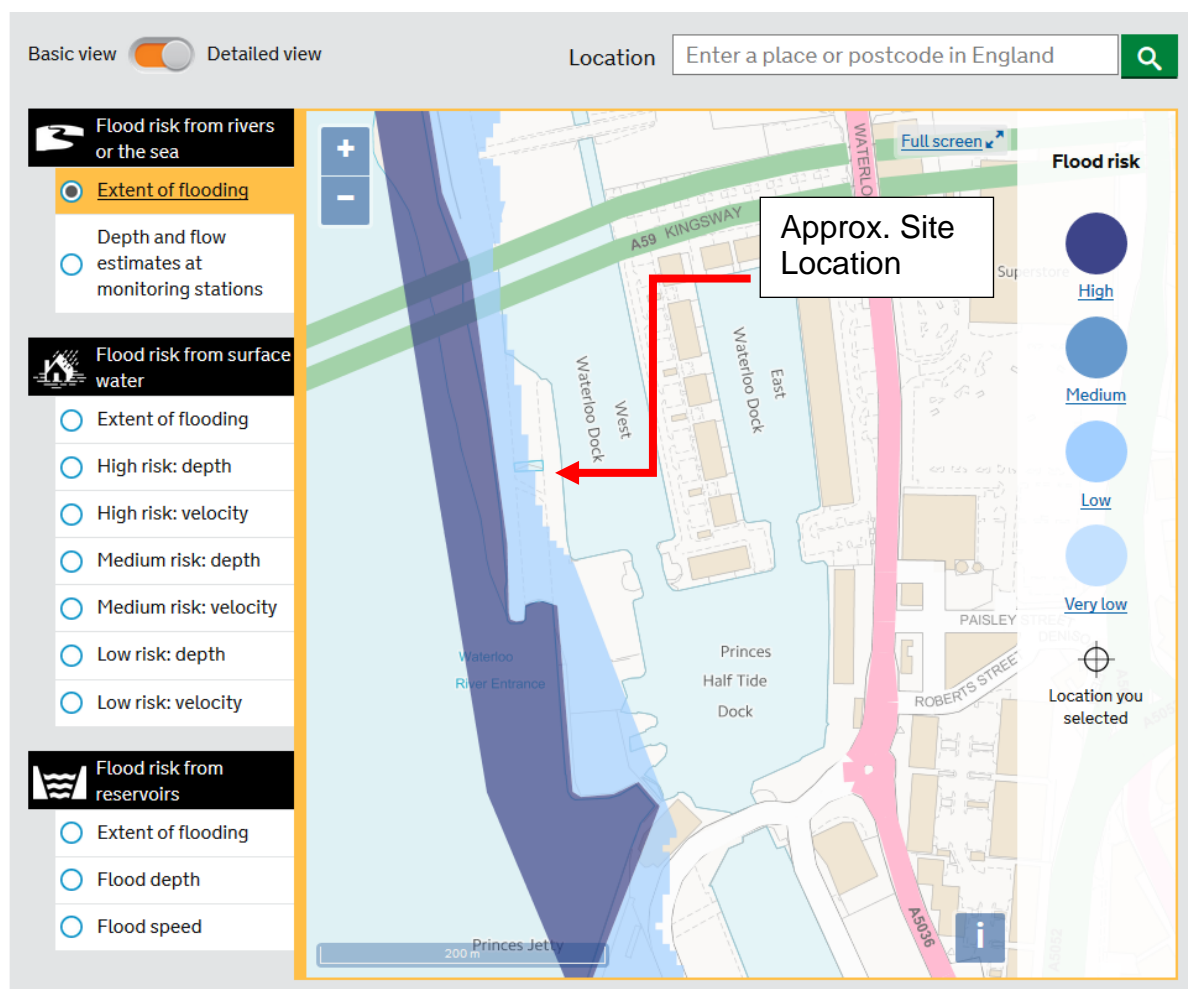 Basic view
Detailed view
Location
Enter a place or postcode in England
Flood risk from rivers
or the sea
Extent of flooding
Depth and flow
estimates at
monitoring stations
Flood risk from surface
water
Extent of flooding
High risk: depth
High risk: velocity
Medium risk: depth
Medium risk: velocity
Low risk: depth
Low risk: velocity
Flood risk from
reservoirs
Extent of flooding
Flood depth
Flood speed
+
−
WATERLO
Full screen
A59 KINGSWAY
Approx. Site
Location
Superstore
West
Waterloo Dock
East
Waterloo Dock
Waterloo
River Entrance
Princes
Half Tide
Dock
PAISLEY STREET
DENIS
ROBERTS STREET
A5036
A5052
Princes Jetty
200 m
i
Flood risk
High
Medium
Low
Very low
Location you
selected